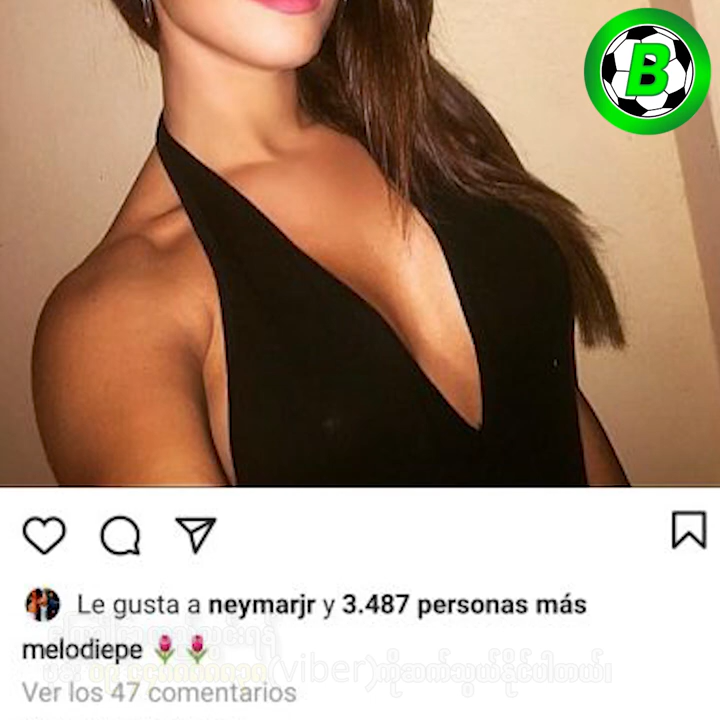 B
Le gusta a neymarjr y 3.487 personas más
melodiepe 🌷🌷
(viber)
Ver los 47 comentarios